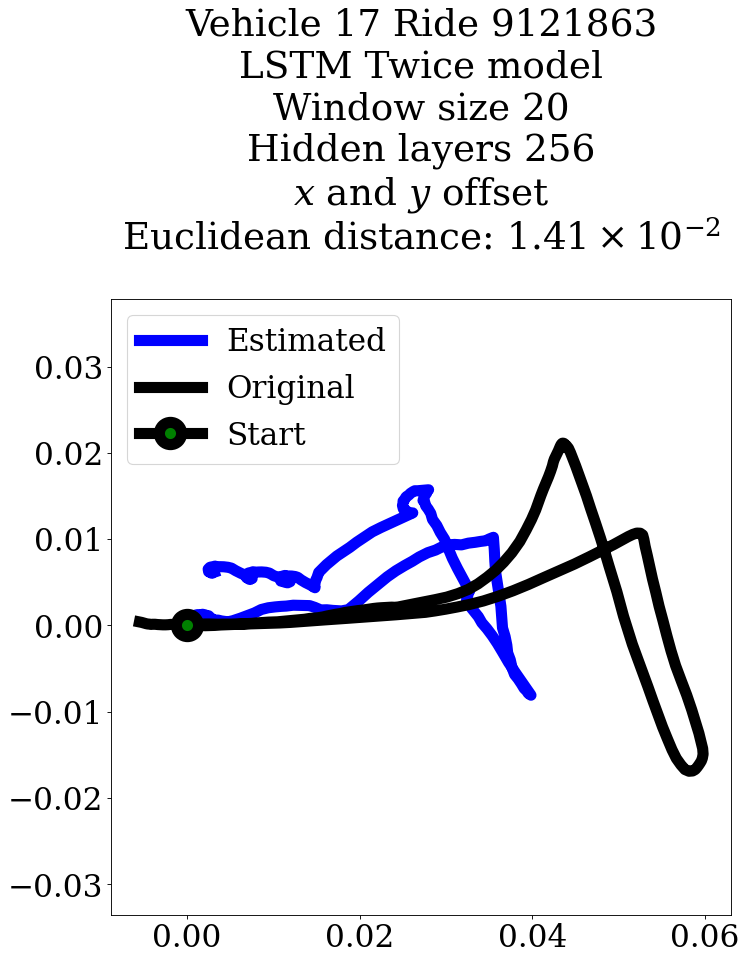 Vehicle 17 Ride 9121863
LSTM Twice model
Window size 20
Hidden layers 256
x and y offset
Euclidean distance: 1.41 × 10⁻²
Estimated
Original
Start
0.03
0.02
0.01
0.00
−0.01
−0.02
−0.03
0.00 0.02 0.04 0.06